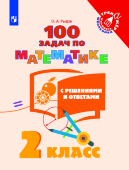 О. А. Рыдзе
100
ЗАДАЧ ПО
МАТЕМАТИКЕ
С РЕШЕНИЯМИ
И ОТВЕТАМИ
2 КЛАСС